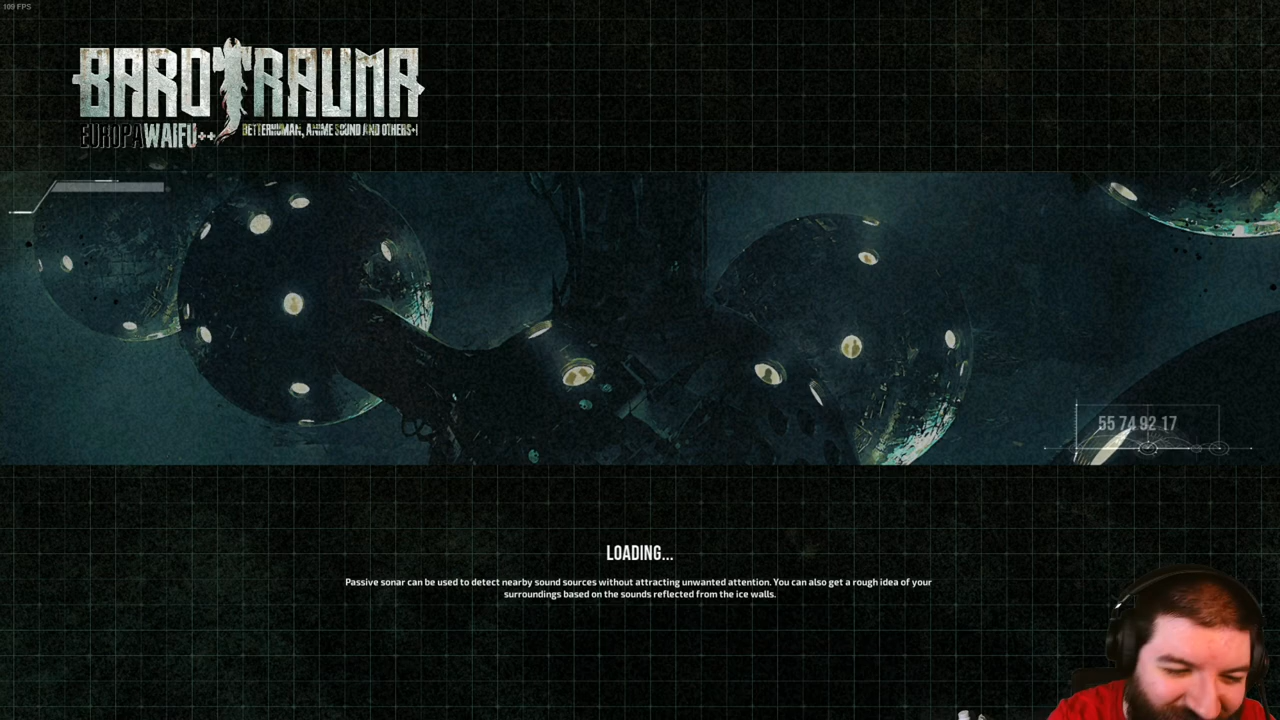 109 FPS
BAROTRAUMA
EUROPAWAIFU++ BETTERHUMAN, ANIME SOUND AND OTHERS+!
55 74 92 17
LOADING...
Passive sonar can be used to detect nearby sound sources without attracting unwanted attention. You can also get a rough idea of your
surroundings based on the sounds reflected from the ice walls.